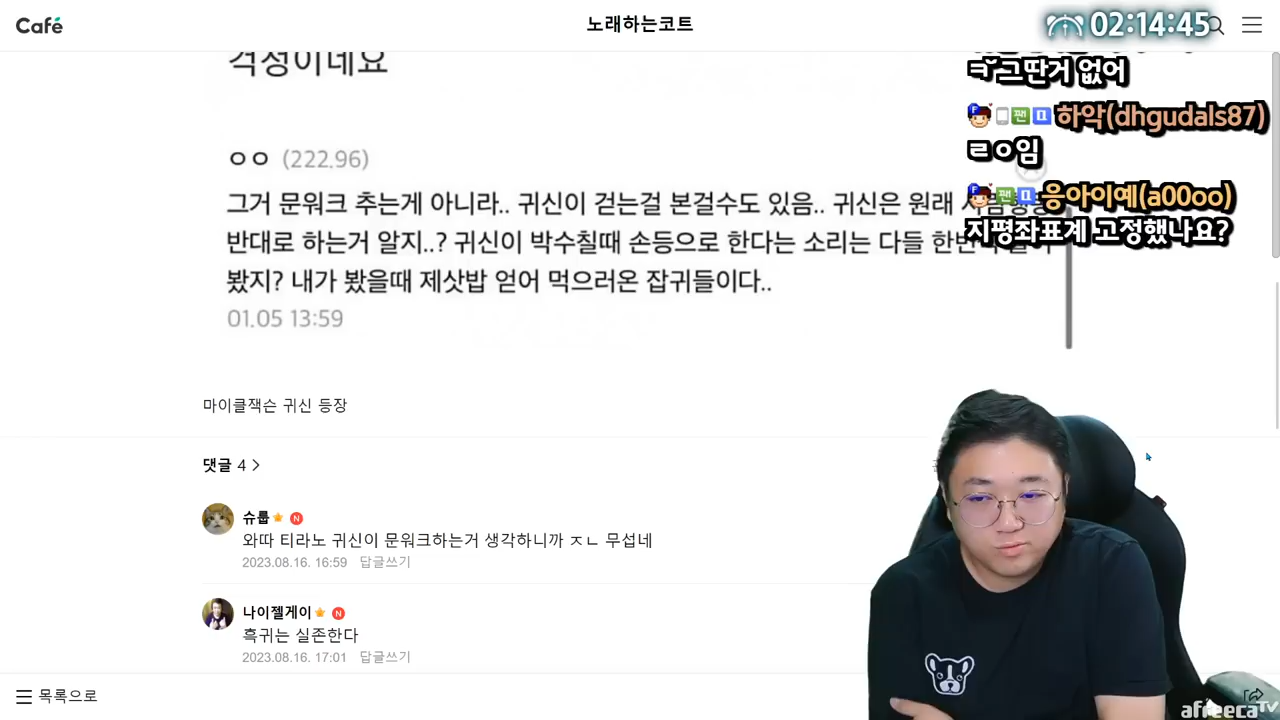 Café
노래하는코트
02:14:45
걱정이네요
ㅇㅇ (222.96)
그거 문워크 추는게 아니라.. 귀신이 걷는걸 본걸수도 있음.. 귀신은 원래
반대로 하는거 알지..? 귀신이 박수칠때 손등으로 한다는 소리는 다들
봤지? 내가 봤을때 제삿밥 얻어 먹으러온 잡귀들이다..
01.05 13:59
그딴거 없어
하악(dhgudals87)
ㄹㅇ임
응아이예(a00oo)
지평좌표계 고정했나요?
마이클잭슨 귀신 등장
댓글 4
슈룹
와따 티라노 귀신이 문워크하는거 생각하니까 ㅈㄴ 무섭네
2023.08.16. 16:59 답글쓰기
나이젤게이
흑귀는 실존한다
2023.08.16. 17:01 답글쓰기
목록으로
afreecaTV